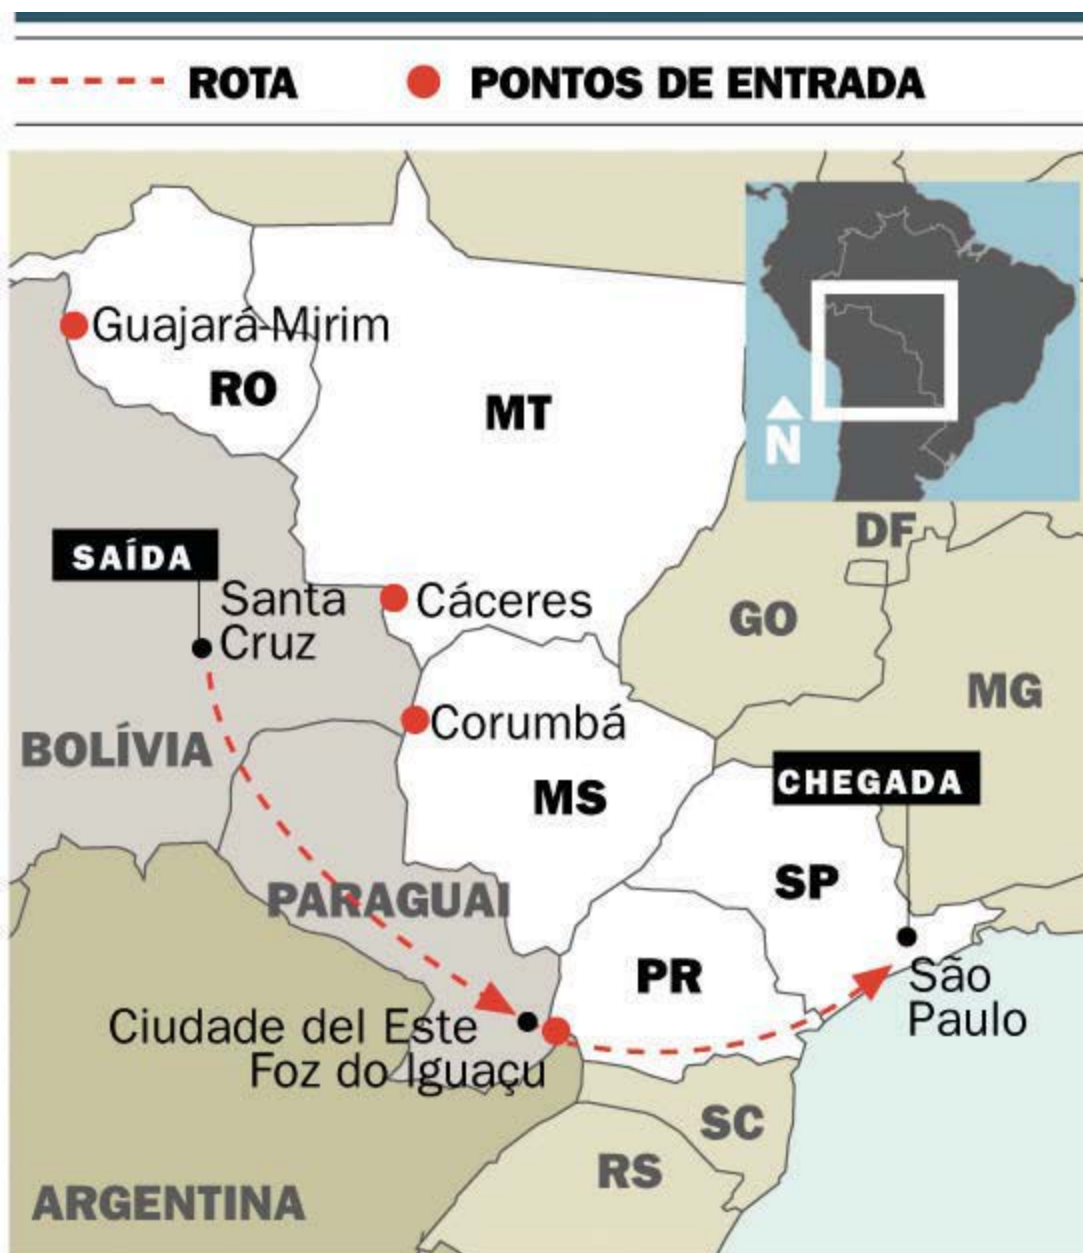 ROTA
PONTOS DE ENTRADA
Guajará-Mirim
RO
MT
N
DF
SAÍDA
Santa
Cruz
Cáceres
GO
MG
Corumbá
BOLÍVIA
CHEGADA
MS
SP
PARAGUAI
PR
São
Paulo
Ciudade del Este
Foz do Iguaçu
SC
RS
ARGENTINA